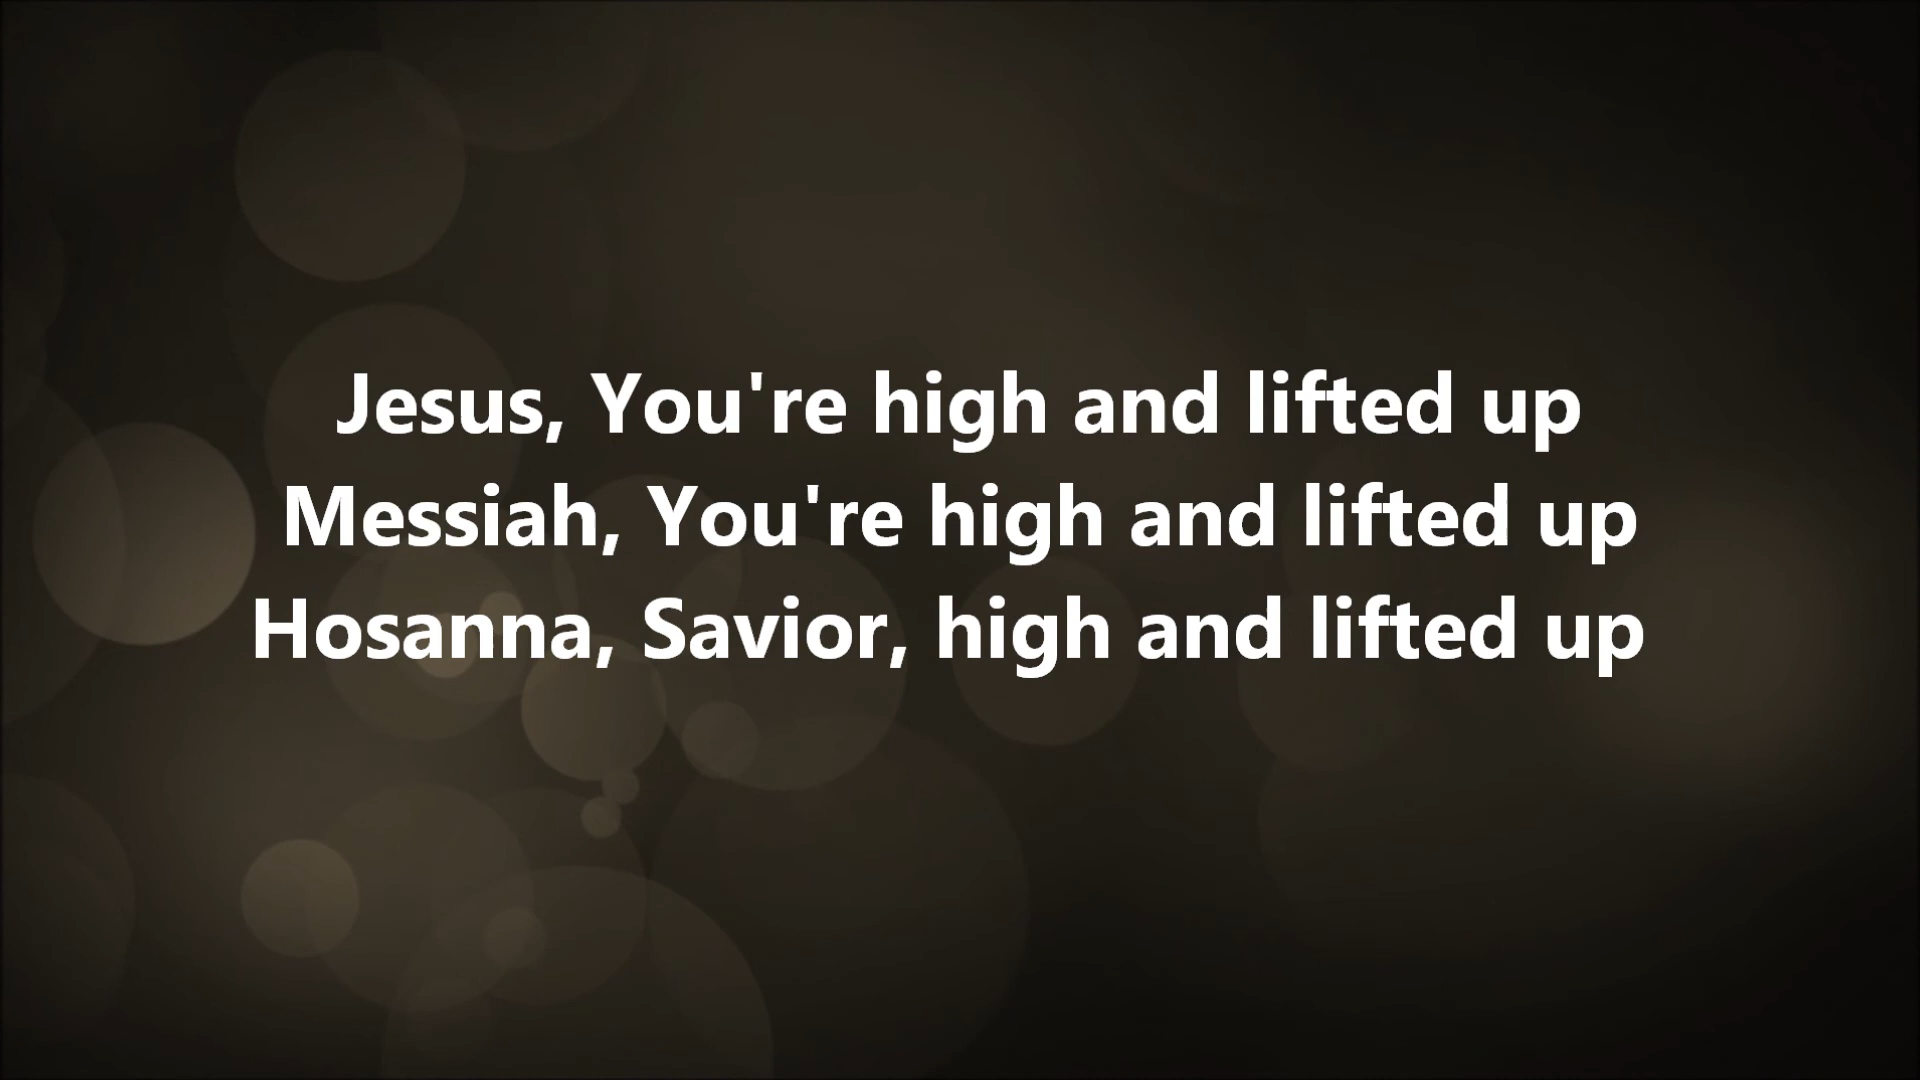 Jesus, You're high and lifted up
Messiah, You're high and lifted up
Hosanna, Savior, high and lifted up